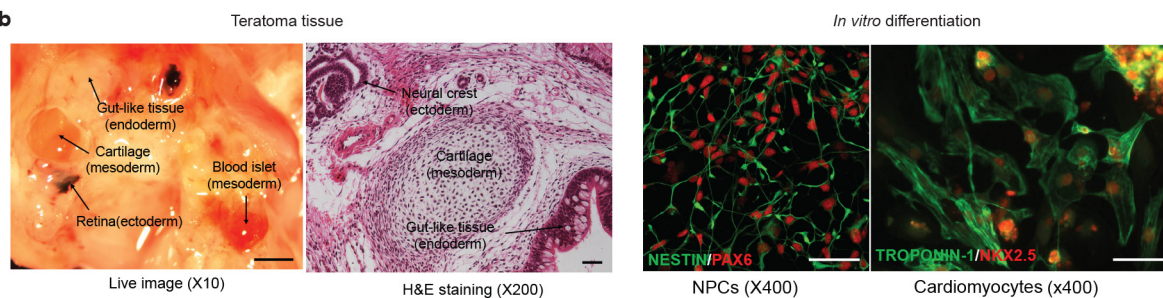 b
Teratoma tissue
In vitro differentiation
Gut-like tissue
(endoderm)
Cartilage
(mesoderm)
Blood islet
(mesoderm)
Retina(ectoderm)
Live image (X10)
Neural crest
(ectoderm)
Cartilage
(mesoderm)
Gut-like tissue
(endoderm)
H&E staining (X200)
NESTIN/PAX6
NPCs (X400)
TROPONIN-1/NKX2.5
Cardiomyocytes (x400)